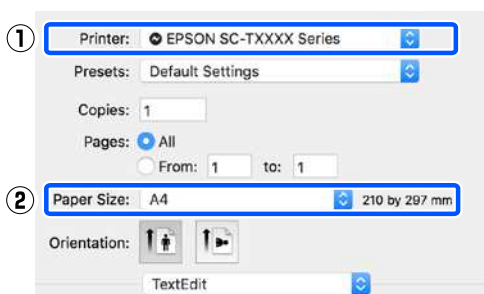 ① Printer: EPSON SC-TXXXX Series
Presets: Default Settings
Copies: 1
Pages: All
From: 1 to: 1
② Paper Size: A4 210 by 297 mm
Orientation:
TextEdit